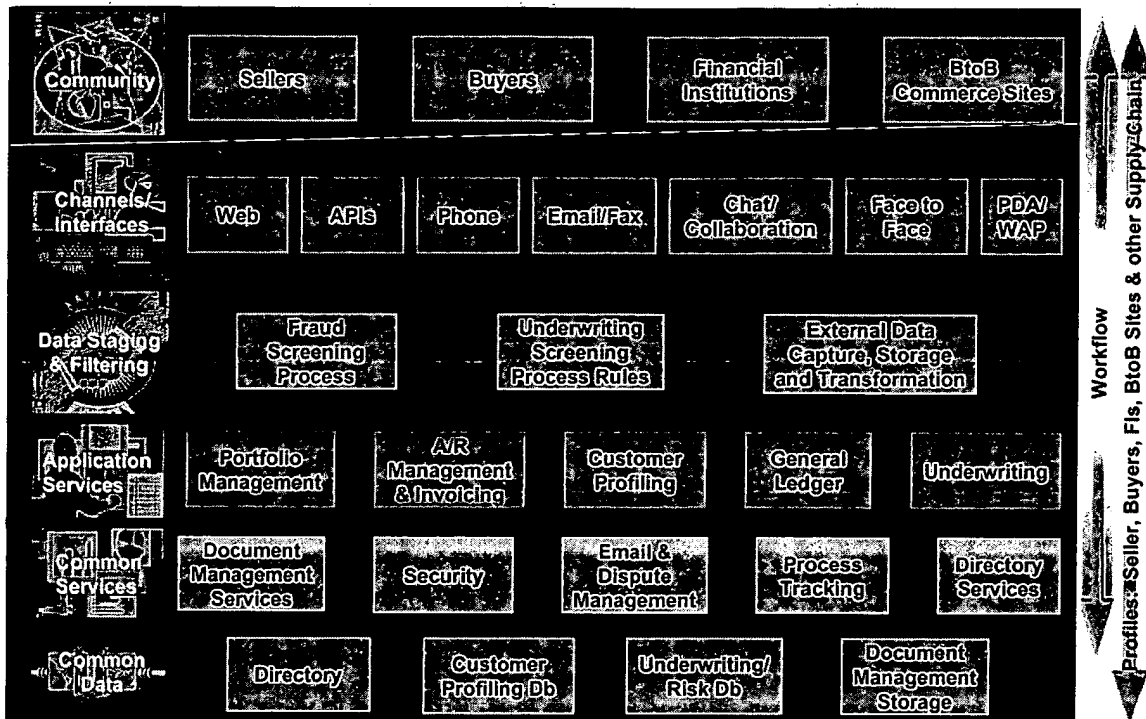 Community
Sellers
Buyers
Financial
Institutions
BtoB
Commerce Sites
Channels/
Interfaces
Web
APIs
Phone
Email/Fax
Chat/
Collaboration
Face to
Face
PDA/
WAP
Data Staging
& Filtering
Fraud
Screening
Process
Underwriting
Screening
Process Rules
External Data
Capture, Storage
and Transformation
Application
Services
Portfolio
Management
A/R
Management
& Invoicing
Customer
Profiling
General
Ledger
Underwriting
Common
Services
Document
Management
Services
Security
Email &
Dispute
Management
Process
Tracking
Directory
Services
Common
Data
Directory
Customer
Profiling Db
Underwriting/
Risk Db
Document
Management
Storage
Workflow
Profiles: Seller, Buyers, FIs, BtoB Sites & other Supply Chain